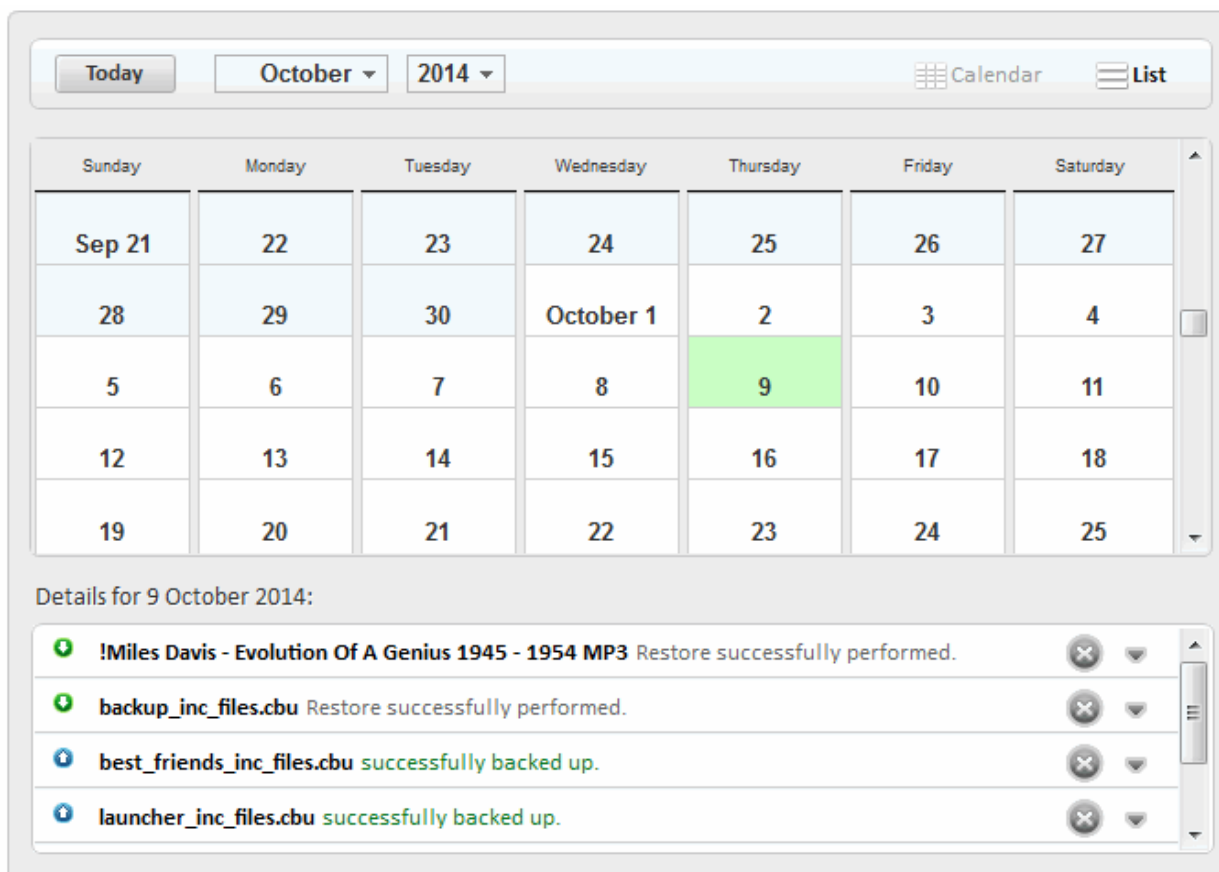 Today October 2014 Calendar List
Sunday Monday Tuesday Wednesday Thursday Friday Saturday
Sep 21 22 23 24 25 26 27
28 29 30 October 1 2 3 4
5 6 7 8 9 10 11
12 13 14 15 16 17 18
19 20 21 22 23 24 25
Details for 9 October 2014:
!Miles Davis - Evolution Of A Genius 1945 - 1954 MP3 Restore successfully performed.
backup_inc_files.cbu Restore successfully performed.
best_friends_inc_files.cbu successfully backed up.
launcher_inc_files.cbu successfully backed up.